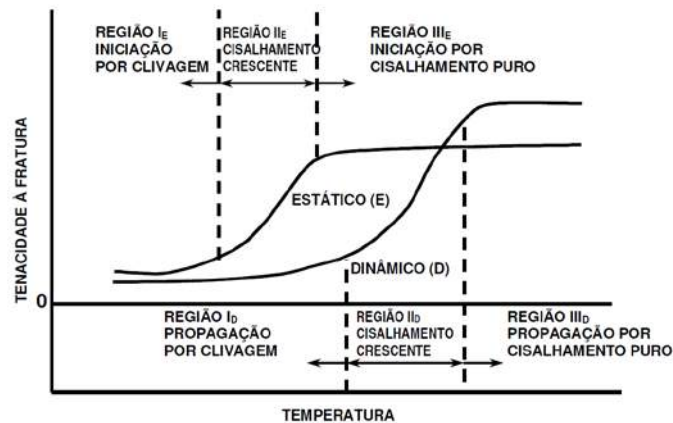 REGIÃO IE
INICIAÇÃO
POR CLIVAGEM
REGIÃO IIE
CISALHAMENTO
CRESCENTE
REGIÃO IIIE
INICIAÇÃO POR
CISALHAMENTO PURO
TENACIDADE À FRATURA
ESTÁTICO (E)
DINÂMICO (D)
0
REGIÃO ID
PROPAGAÇÃO
POR CLIVAGEM
REGIÃO IID
CISALHAMENTO
CRESCENTE
REGIÃO IIID
PROPAGAÇÃO POR
CISALHAMENTO PURO
TEMPERATURA